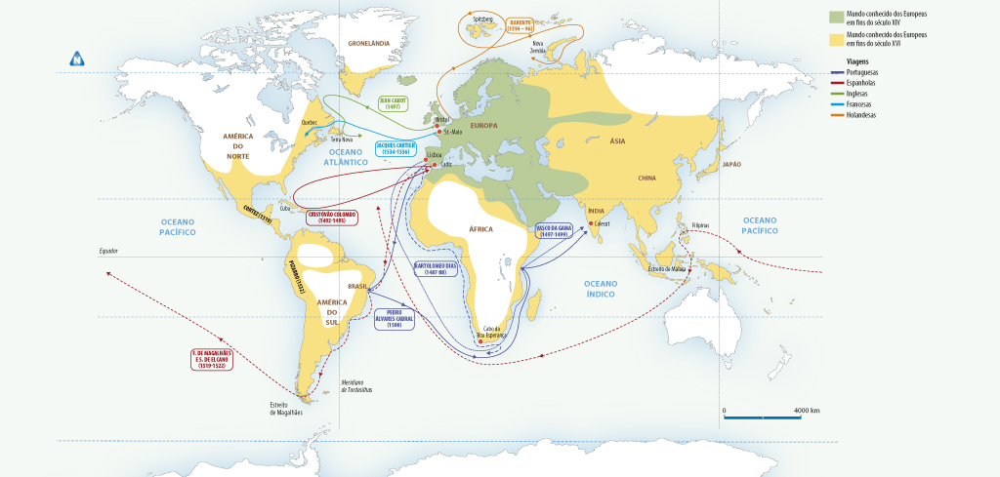 Spitzberg
BARENTS
(1594 – 96)
Nova
Zembla
GRONELÂNDIA
N
JEAN CABOT
(1497)
Quebec
Terra Nova
Bristol
St.-Malo
EUROPA
AMÉRICA
DO
NORTE
OCEANO
ATLÂNTICO
JACQUES CARTIER
(1534-1536)
Lisboa
Cádiz
ÁSIA
CHINA
JAPÃO
CORTEZ (1519)
Cuba
CRISTÓVÃO COLOMBO
(1492-1493)
OCEANO
PACÍFICO
ÍNDIA
Calecut
VASCO DA GAMA
(1497-1499)
ÁFRICA
Filipinas
OCEANO
PACÍFICO
Equador
PIZARRO (1532)
BARTOLOMEU DIAS
(1487-88)
Estreito de Malaca
BRASIL
OCEANO
ÍNDICO
AMÉRICA
DO
SUL
PEDRO
ÁLVARES CABRAL
(1500)
Cabo da
Boa Esperança
F. DE MAGALHÃES
E S. DE ELCANO
(1519-1522)
Meridiano
de Tordesilhas
Estreito
de Magalhães
0
4000 km
Mundo conhecido dos Europeus
em fins do século XIV
Mundo conhecido dos Europeus
em fins do século XVI
Viagens
Portuguesas
Espanholas
Inglesas
Francesas
Holandesas